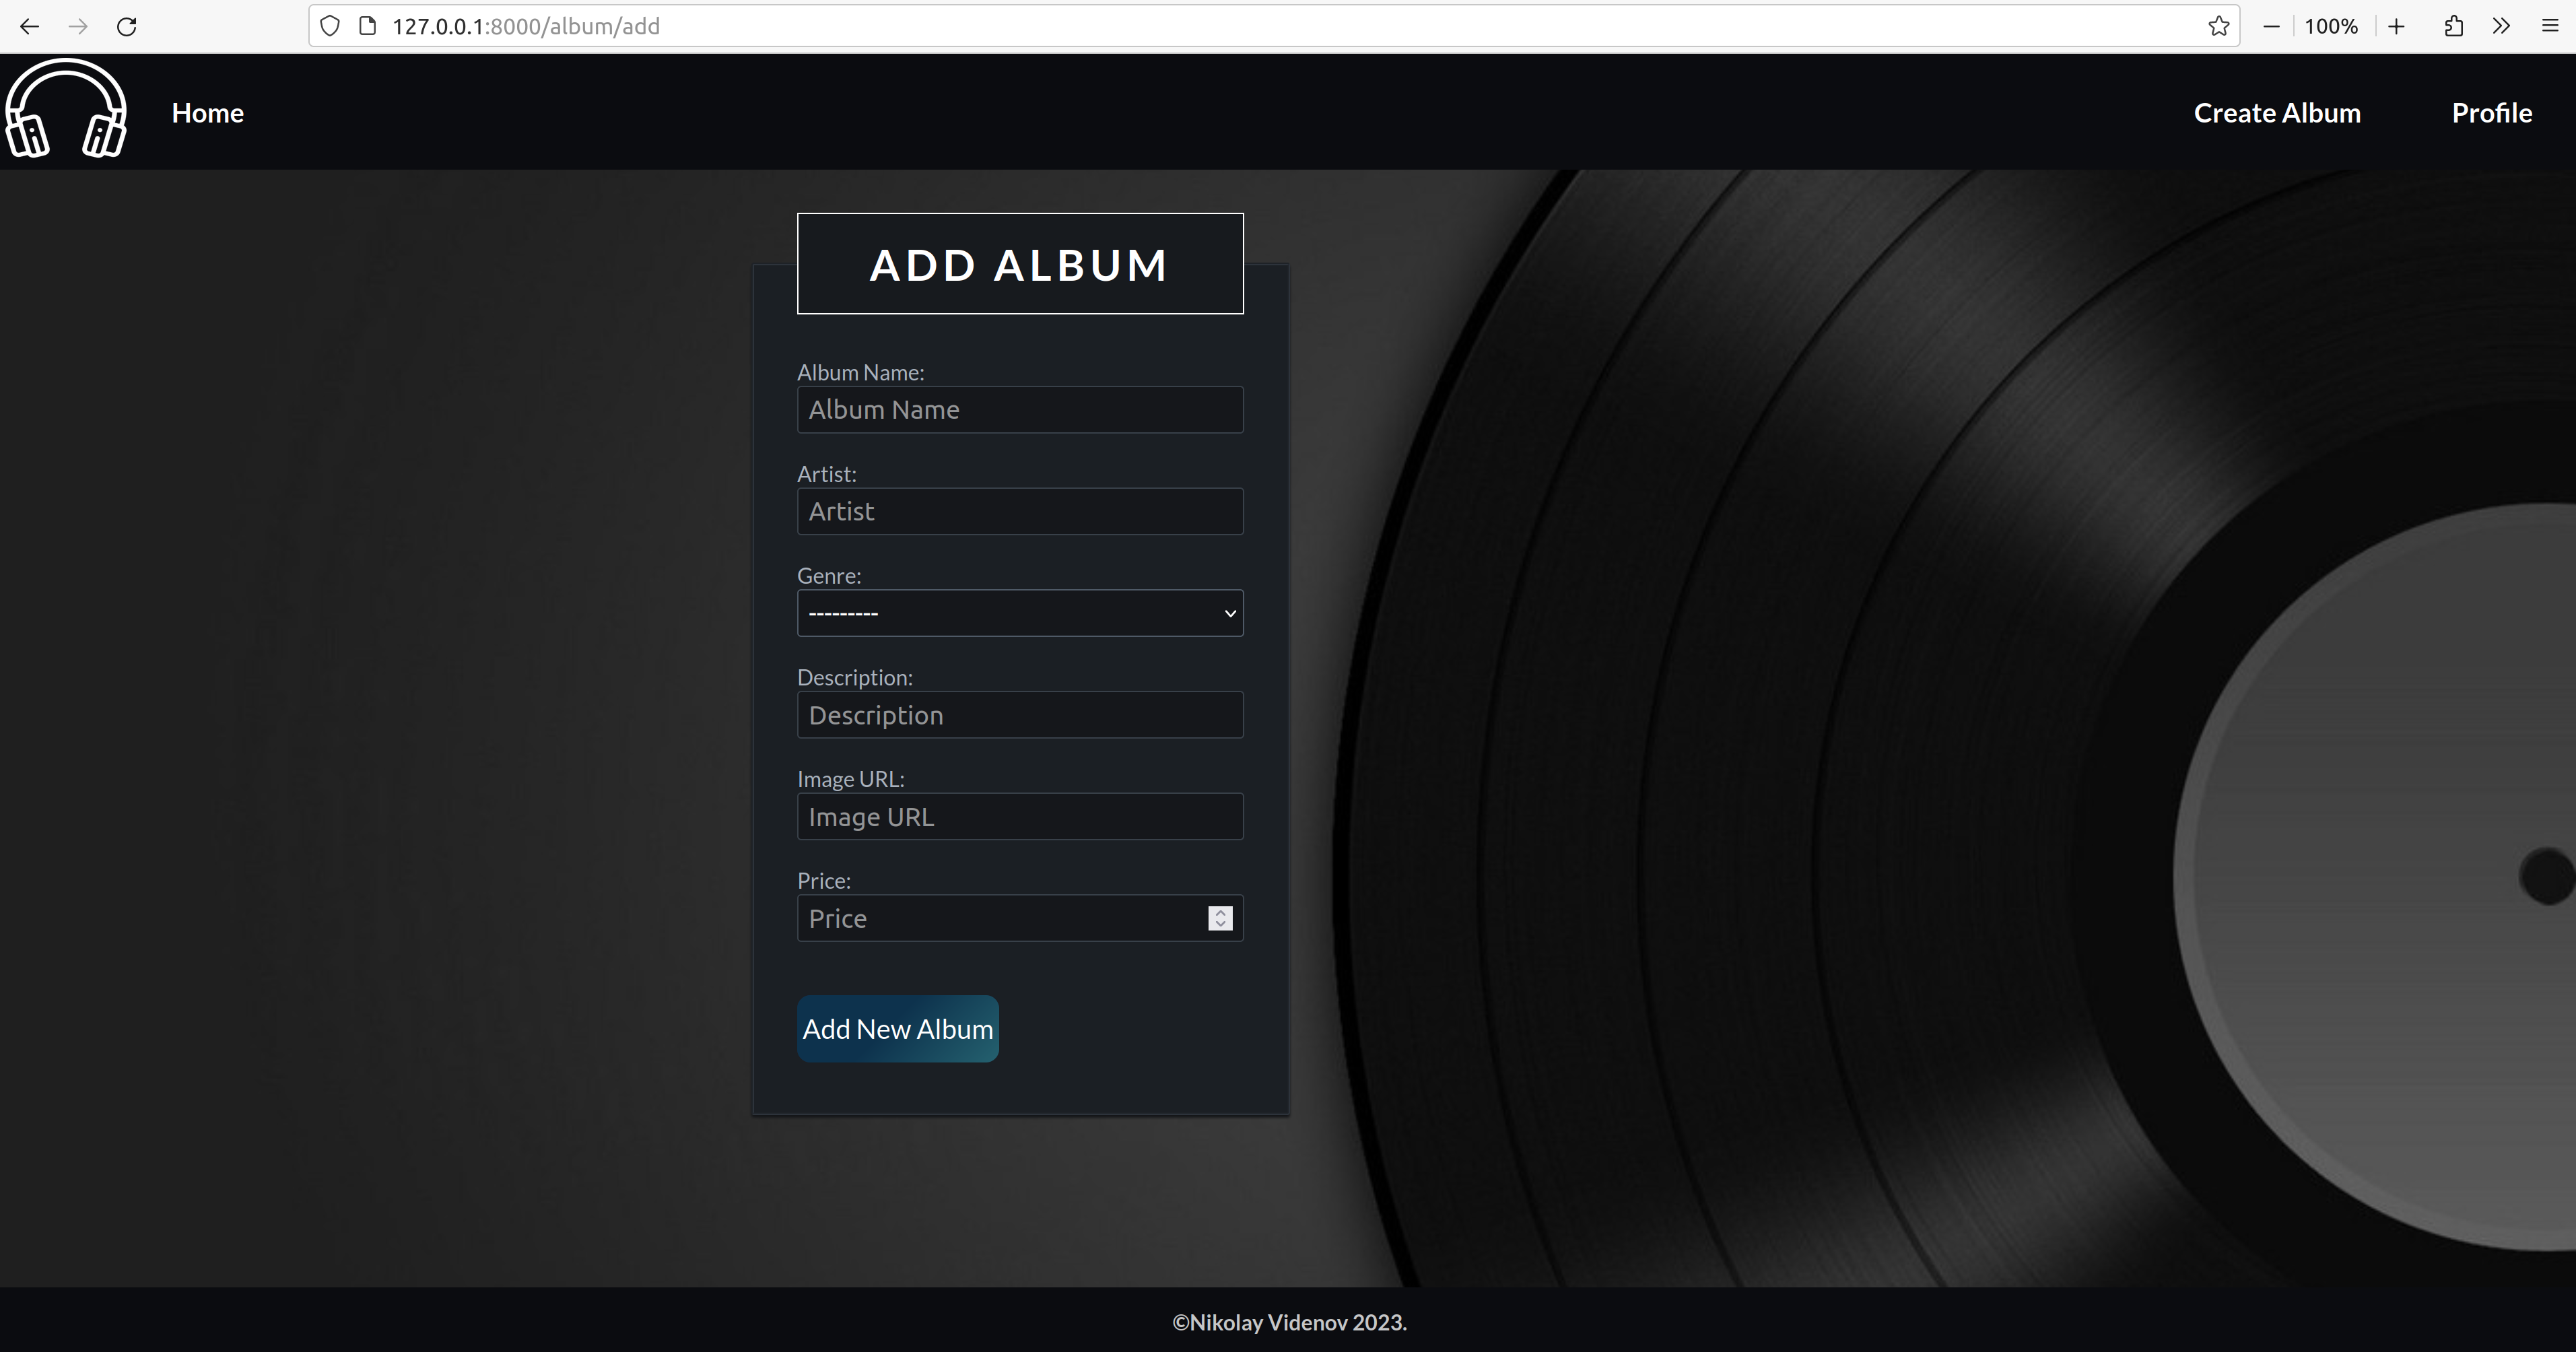 127.0.0.1:8000/album/add
100%
Home
Create Album
Profile
ADD ALBUM
Album Name:
Album Name
Artist:
Artist
Genre:
---------
Description:
Description
Image URL:
Image URL
Price:
Price
Add New Album
©Nikolay Videnov 2023.